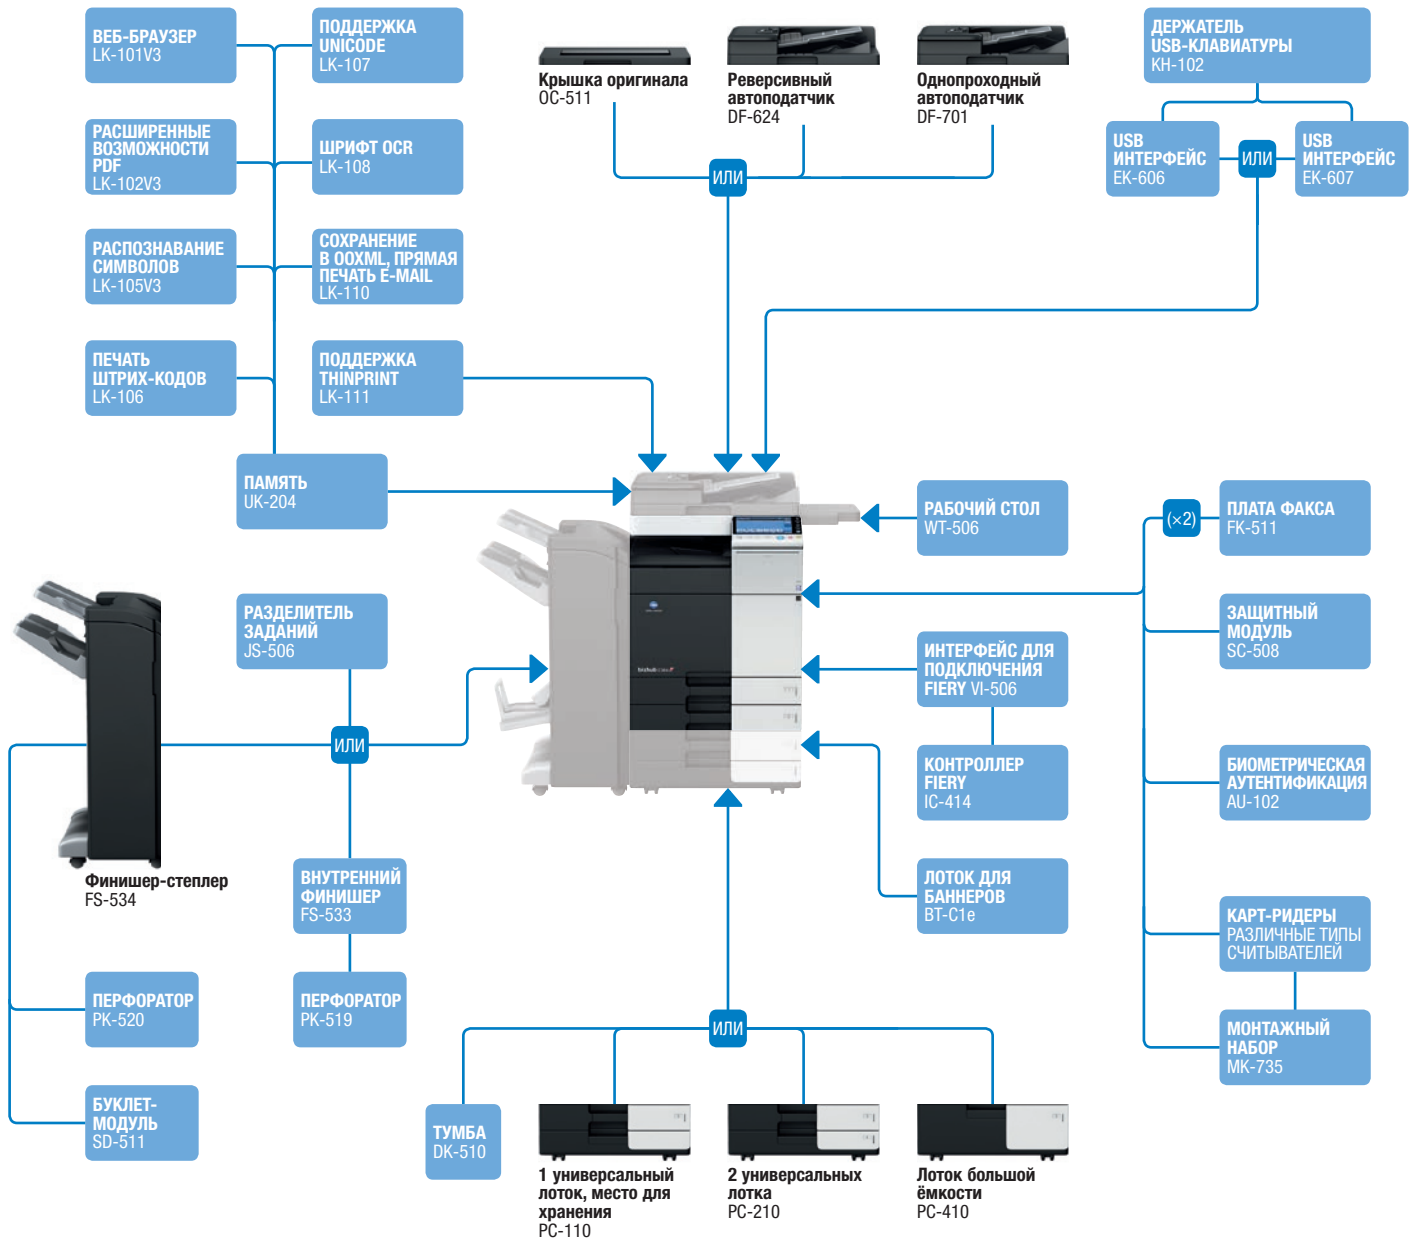 ВЕБ-БРАУЗЕР
LK-101V3
ПОДДЕРЖКА
UNICODE
LK-107
Крышка оригинала
OC-511
Реверсивный
автоподатчик
DF-624
Однопроходный
автоподатчик
DF-701
ДЕРЖАТЕЛЬ
USB-КЛАВИАТУРЫ
KH-102
РАСШИРЕННЫЕ
ВОЗМОЖНОСТИ
PDF
LK-102V3
ШРИФТ OCR
LK-108
ИЛИ
USB
ИНТЕРФЕЙС
EK-606
ИЛИ
USB
ИНТЕРФЕЙС
EK-607
РАСПОЗНАВАНИЕ
СИМВОЛОВ
LK-105V3
СОХРАНЕНИЕ
В OOXML, ПРЯМАЯ
ПЕЧАТЬ E-MAIL
LK-110
ПЕЧАТЬ
ШТРИХ-КОДОВ
LK-106
ПОДДЕРЖКА
THINPRINT
LK-111
ПАМЯТЬ
UK-204
РАБОЧИЙ СТОЛ
WT-506
(×2)
ПЛАТА ФАКСА
FK-511
РАЗДЕЛИТЕЛЬ
ЗАДАНИЙ
JS-506
ЗАЩИТНЫЙ
МОДУЛЬ
SC-508
ИНТЕРФЕЙС ДЛЯ
ПОДКЛЮЧЕНИЯ
FIERY VI-506
bizhub
ИЛИ
КОНТРОЛЛЕР
FIERY
IC-414
БИОМЕТРИЧЕСКАЯ
АУТЕНТИФИКАЦИЯ
AU-102
Финишер-степлер
FS-534
ВНУТРЕННИЙ
ФИНИШЕР
FS-533
ЛОТОК ДЛЯ
БАННЕРОВ
BT-C1e
КАРТ-РИДЕРЫ
РАЗЛИЧНЫЕ ТИПЫ
СЧИТЫВАТЕЛЕЙ
ПЕРФОРАТОР
PK-520
ПЕРФОРАТОР
PK-519
ИЛИ
МОНТАЖНЫЙ
НАБОР
MK-735
БУКЛЕТ-
МОДУЛЬ
SD-511
ТУМБА
DK-510
1 универсальный
лоток, место для
хранения
PC-110
2 универсальных
лотка
PC-210
Лоток большой
ёмкости
PC-410